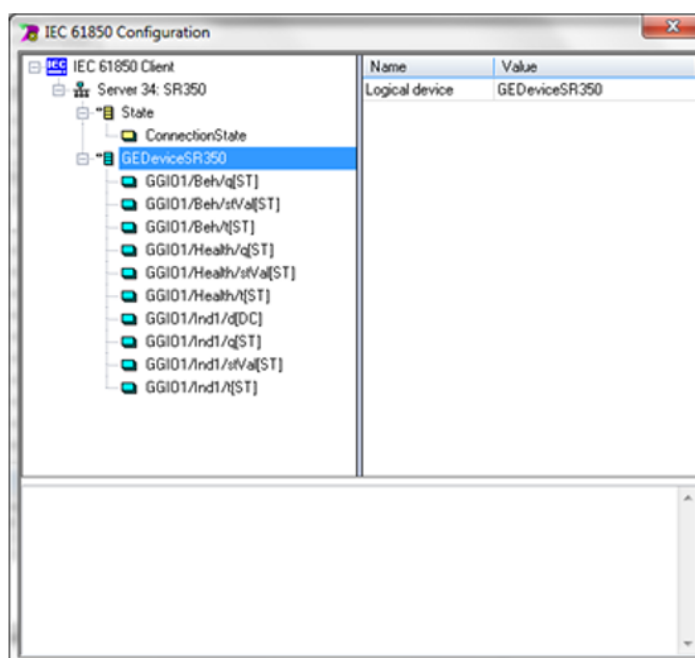 IEC 61850 Configuration
IEC IEC 61850 Client
Server 34: SR350
State
ConnectionState
GEDeviceSR350
GGIO1/Beh/q[ST]
GGIO1/Beh/stVal[ST]
GGIO1/Beh/t[ST]
GGIO1/Health/q[ST]
GGIO1/Health/stVal[ST]
GGIO1/Health/t[ST]
GGIO1/Ind1/d[DC]
GGIO1/Ind1/q[ST]
GGIO1/Ind1/stVal[ST]
GGIO1/Ind1/t[ST]
Name Value
Logical device GEDeviceSR350